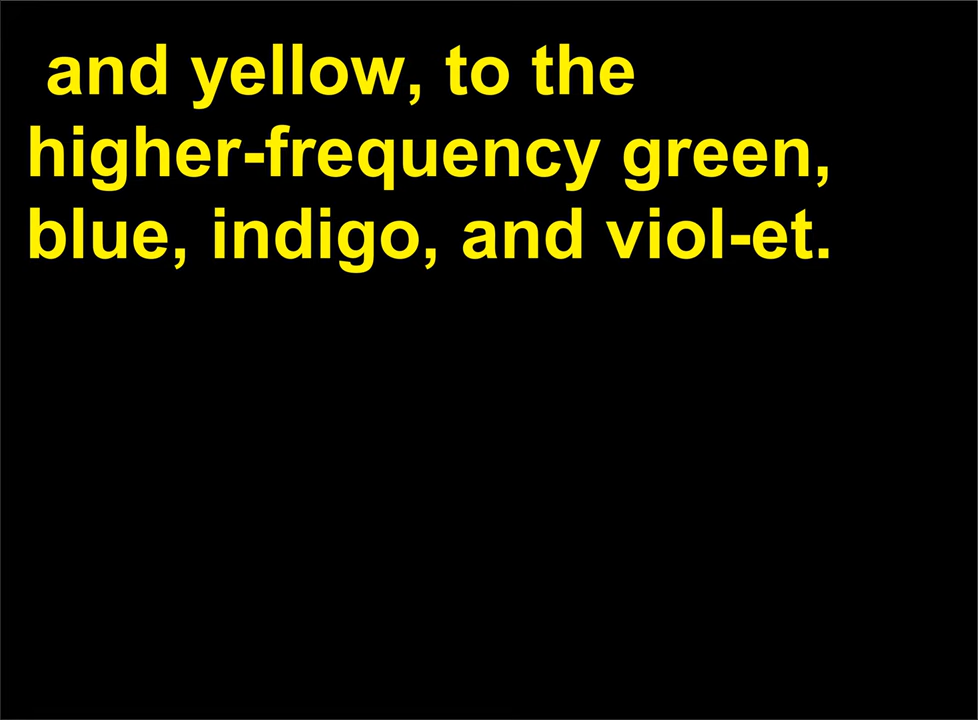 and yellow, to the
higher-frequency green,
blue, indigo, and viol-et.